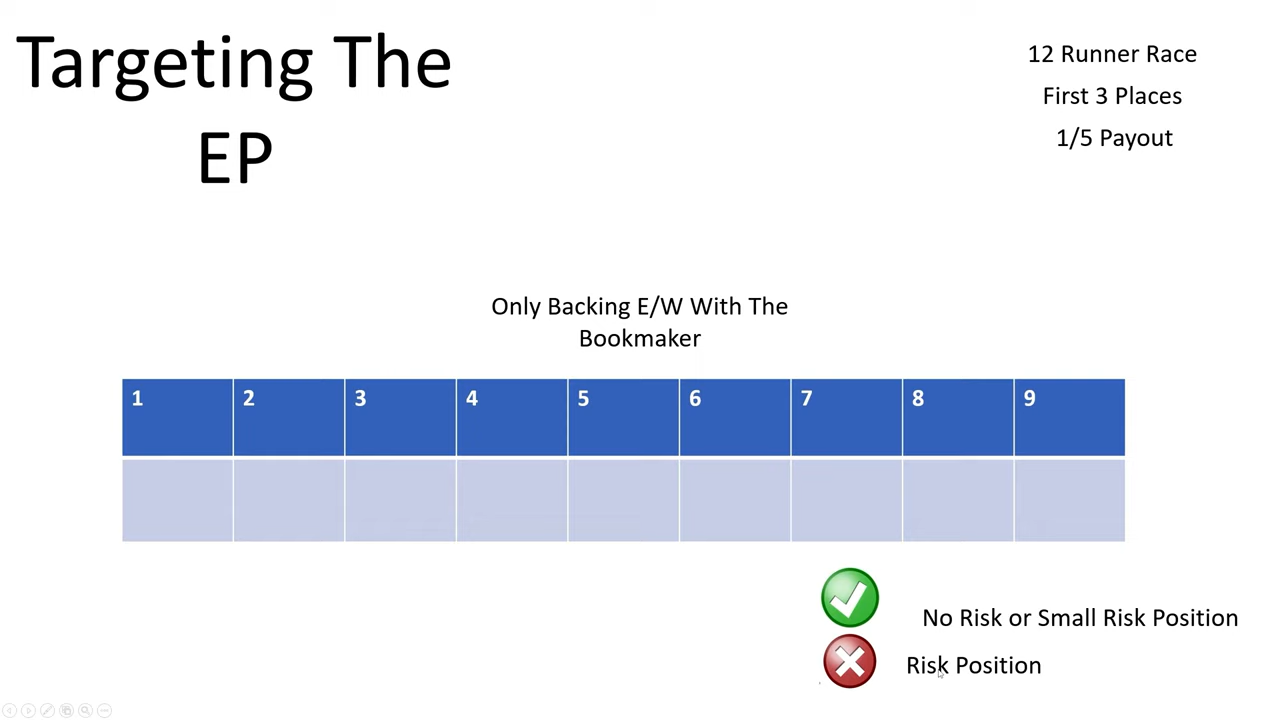 Targeting The
EP
12 Runner Race
First 3 Places
1/5 Payout
Only Backing E/W With The
Bookmaker
1 2 3 4 5 6 7 8 9
No Risk or Small Risk Position
Risk Position